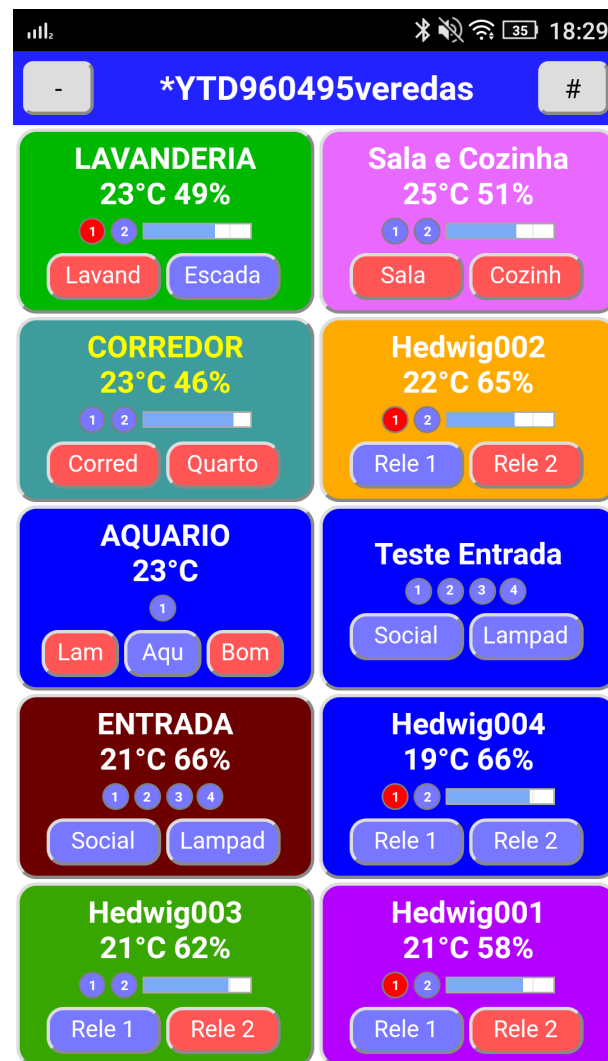 2 35 18:29
- *YTD960495veredas #
LAVANDERIA
23°C 49%
1 2
Lavand Escada
Sala e Cozinha
25°C 51%
1 2
Sala Cozinh
CORREDOR
23°C 46%
1 2
Corred Quarto
Hedwig002
22°C 65%
1 2
Rele 1 Rele 2
AQUARIO
23°C
1
Lam Aqu Bom
Teste Entrada
1 2 3 4
Social Lampad
ENTRADA
21°C 66%
1 2 3 4
Social Lampad
Hedwig004
19°C 66%
1 2
Rele 1 Rele 2
Hedwig003
21°C 62%
1 2
Rele 1 Rele 2
Hedwig001
21°C 58%
1 2
Rele 1 Rele 2